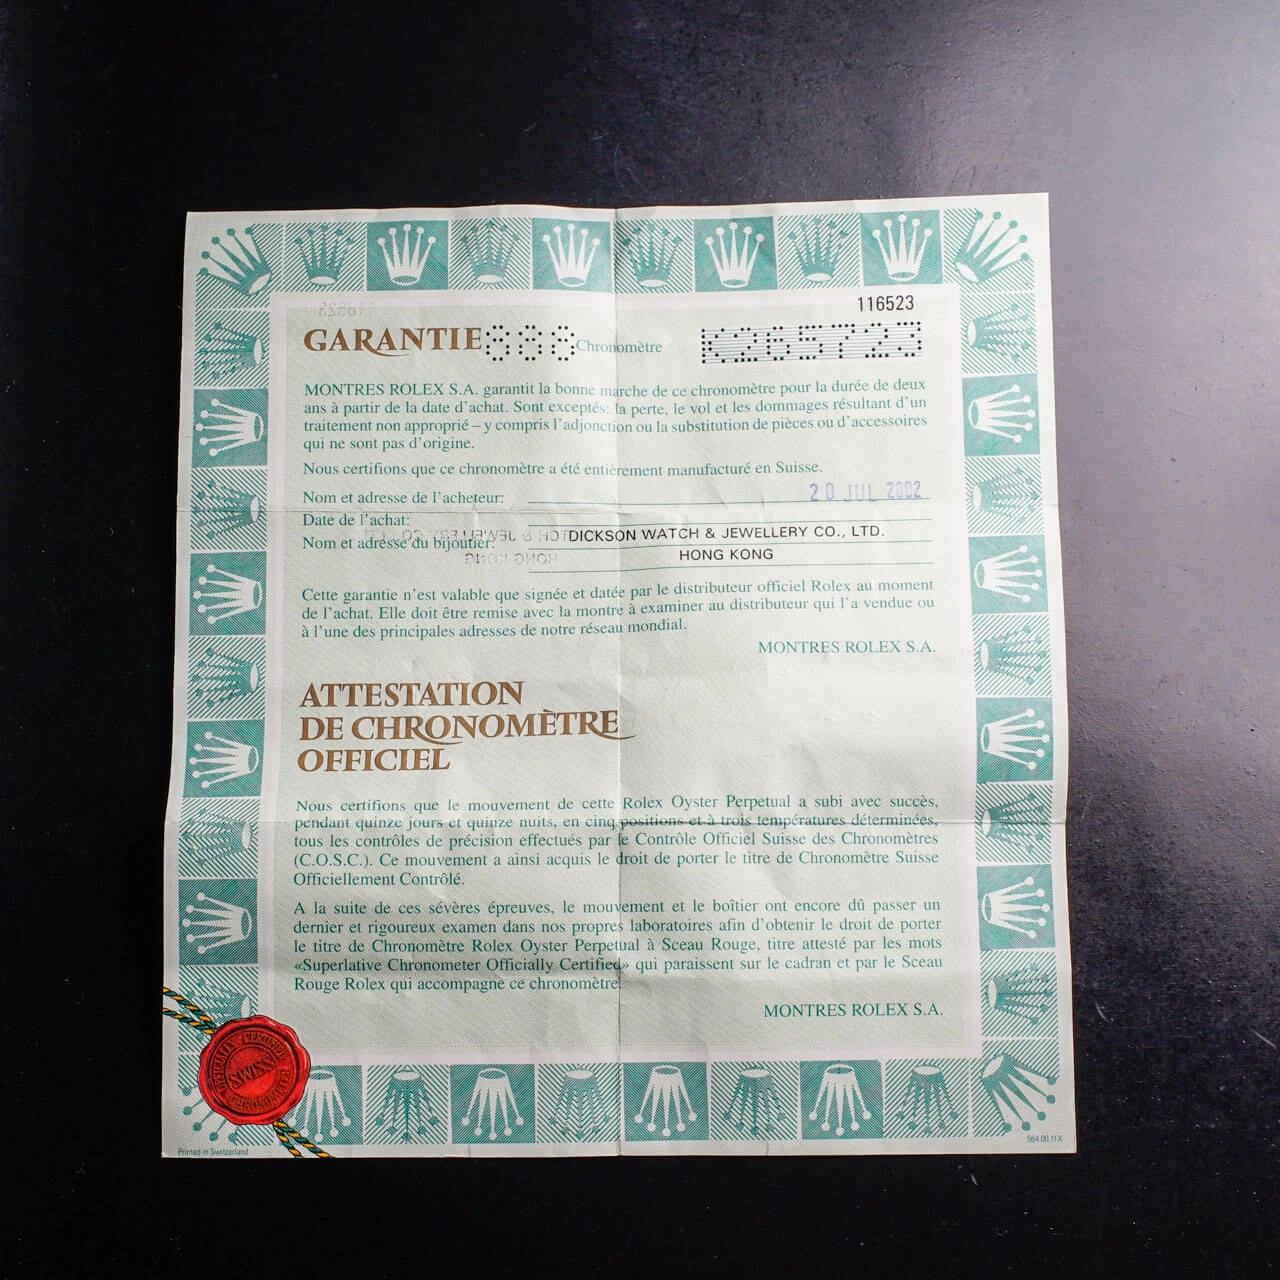 116523
GARANTIE 888 Chronomètre K265723
MONTRES ROLEX S.A. garantit la bonne marche de ce chronomètre pour la durée de deux
ans à partir de la date d'achat. Sont exceptés: la perte, le vol et les dommages résultant d'un
traitement non approprié – y compris l'adjonction ou la substitution de pièces ou d'accessoires
qui ne sont pas d'origine.
Nous certifions que ce chronomètre a été entièrement manufacturé en Suisse.
Nom et adresse de l'acheteur:
20 JUL 2002
Date de l'achat:
Nom et adresse du bijoutier: DICKSON WATCH & JEWELLERY CO., LTD.
HONG KONG
Cette garantie n'est valable que signée et datée par le distributeur officiel Rolex au moment
de l'achat. Elle doit être remise avec la montre à examiner au distributeur qui l'a vendue ou
à l'une des principales adresses de notre réseau mondial.
MONTRES ROLEX S.A.
ATTESTATION
DE CHRONOMÈTRE
OFFICIEL
Nous certifions que le mouvement de cette Rolex Oyster Perpetual a subi avec succès,
pendant quinze jours et quinze nuits, en cinq positions et à trois températures déterminées,
tous les contrôles de précision effectués par le Contrôle Officiel Suisse des Chronomètres
(C.O.S.C.). Ce mouvement a ainsi acquis le droit de porter le titre de Chronomètre Suisse
Officiellement Contrôlé.
A la suite de ces sévères épreuves, le mouvement et le boîtier ont encore dû passer un
dernier et rigoureux examen dans nos propres laboratoires afin d'obtenir le droit de porter
le titre de Chronomètre Rolex Oyster Perpetual à Sceau Rouge, titre attesté par les mots
«Superlative Chronometer Officially Certified» qui paraissent sur le cadran et par le Sceau
Rouge Rolex qui accompagne ce chronomètre.
MONTRES ROLEX S.A.
OFFICIALLY CERTIFIED
SWISS
CHRONOMETER
Printed in Switzerland
564.00.11X